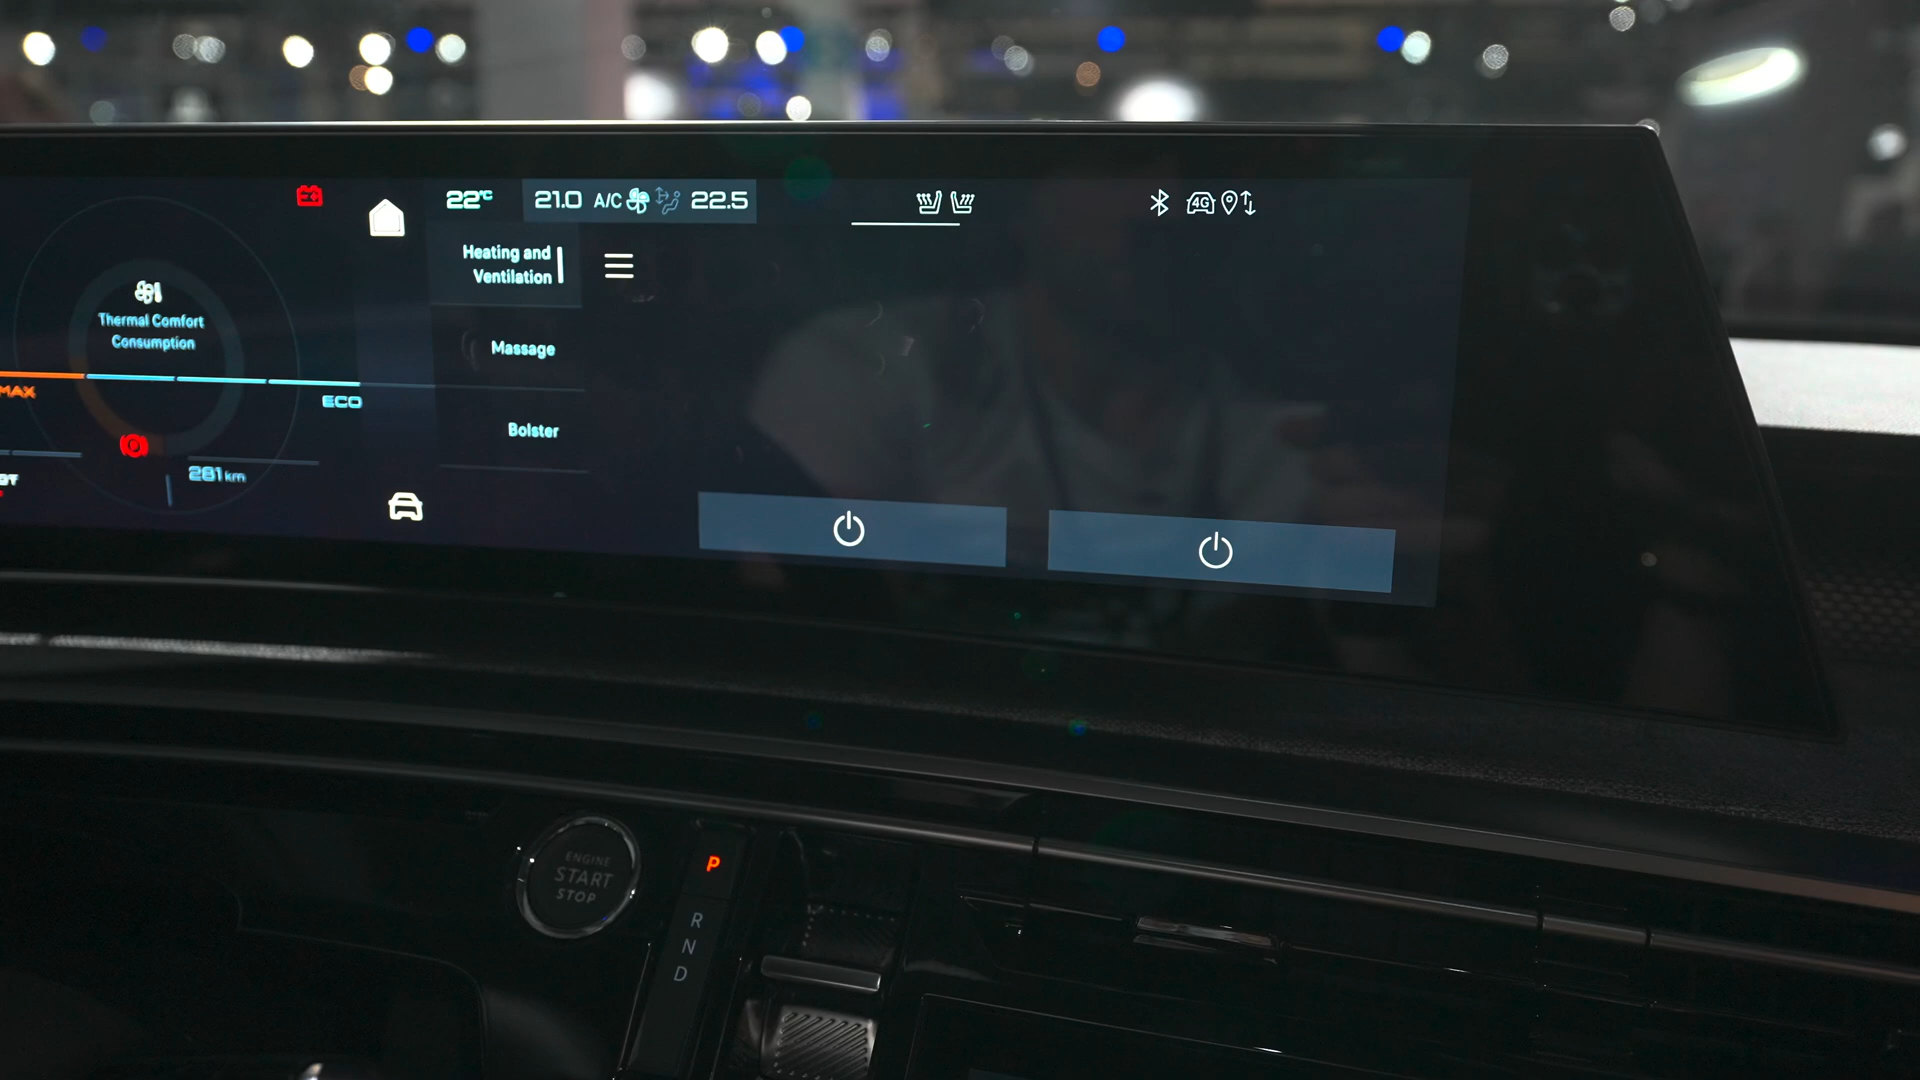 22°C
21.0 A/C 22.5
4G
Heating and
Ventilation
Massage
Bolster
Thermal Comfort
Consumption
MAX
ECO
281 km
ENGINE
START
STOP
P
R
N
D